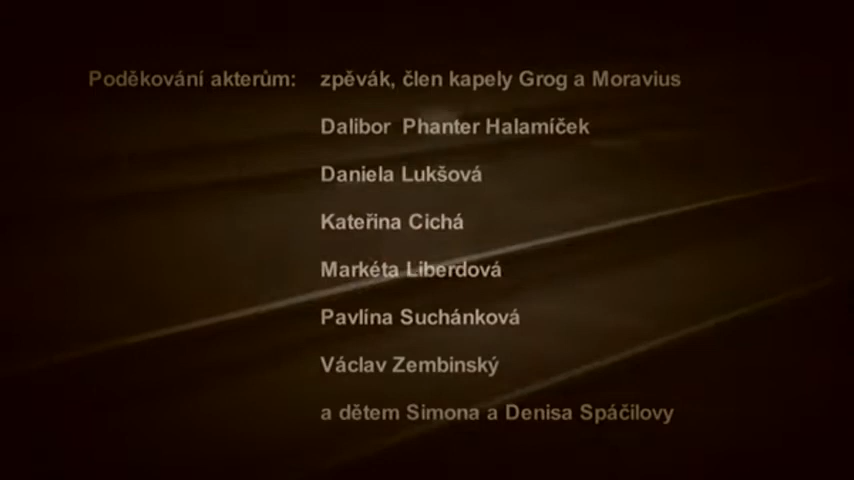 Poděkování akterům: zpěvák, člen kapely Grog a Moravius
Dalibor Phanter Halamíček
Daniela Lukšová
Kateřina Cichá
Markéta Liberdová
Pavlína Suchánková
Václav Zembinský
a dětem Simona a Denisa Spáčilovy